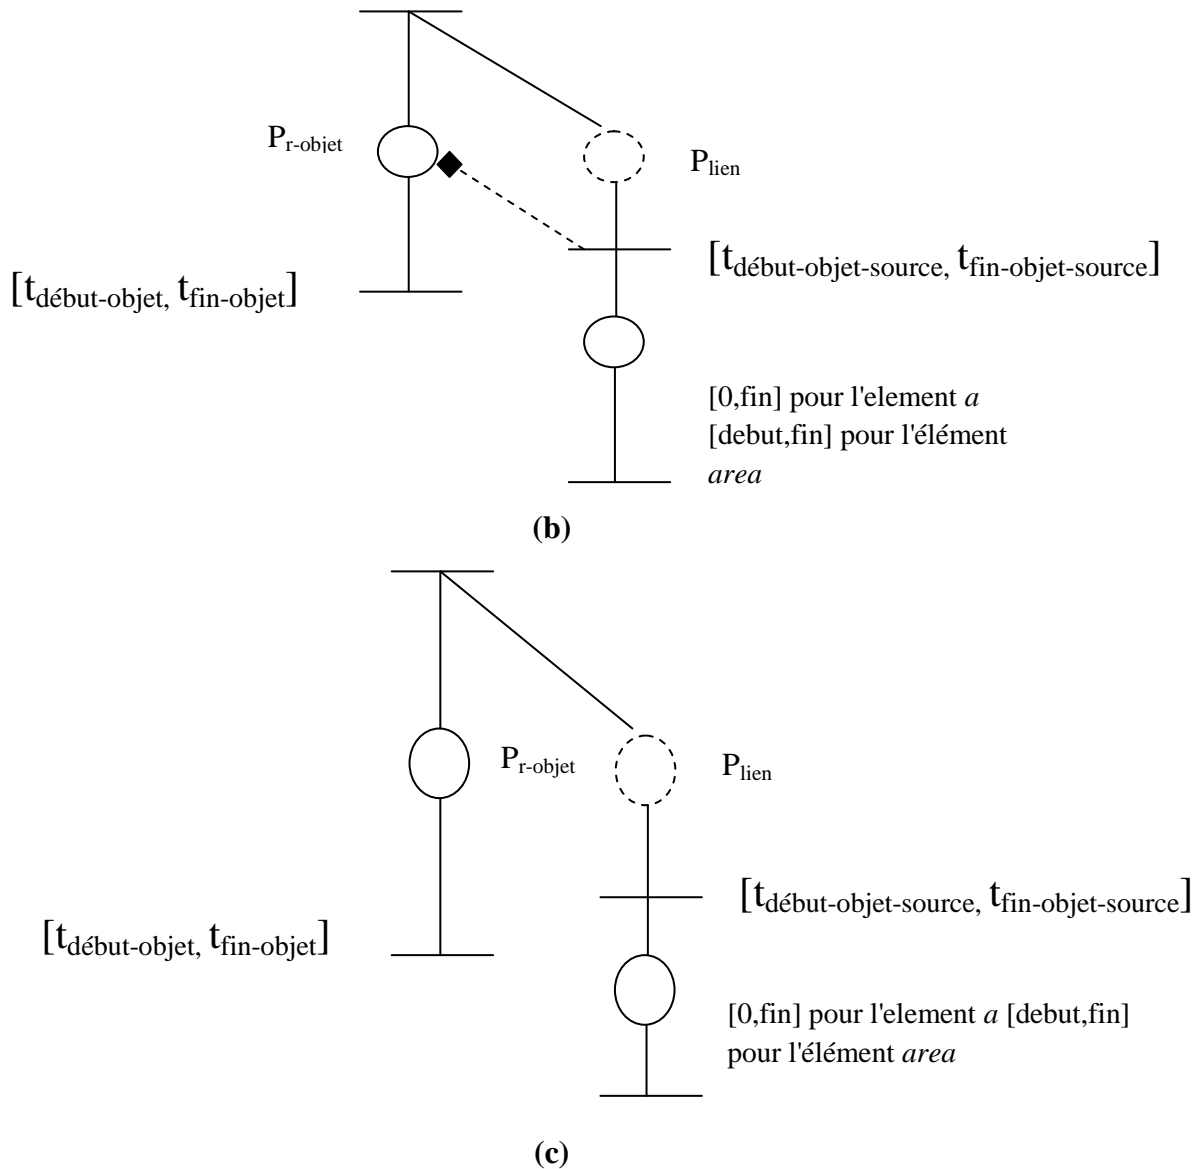 P_r-objet
P_lien
[t_début-objet-source, t_fin-objet-source]
[t_début-objet, t_fin-objet]
[0,fin] pour l'element a
[debut,fin] pour l'élément
area
(b)
P_r-objet
P_lien
[t_début-objet-source, t_fin-objet-source]
[t_début-objet, t_fin-objet]
[0,fin] pour l'element a [debut,fin]
pour l'élément area
(c)